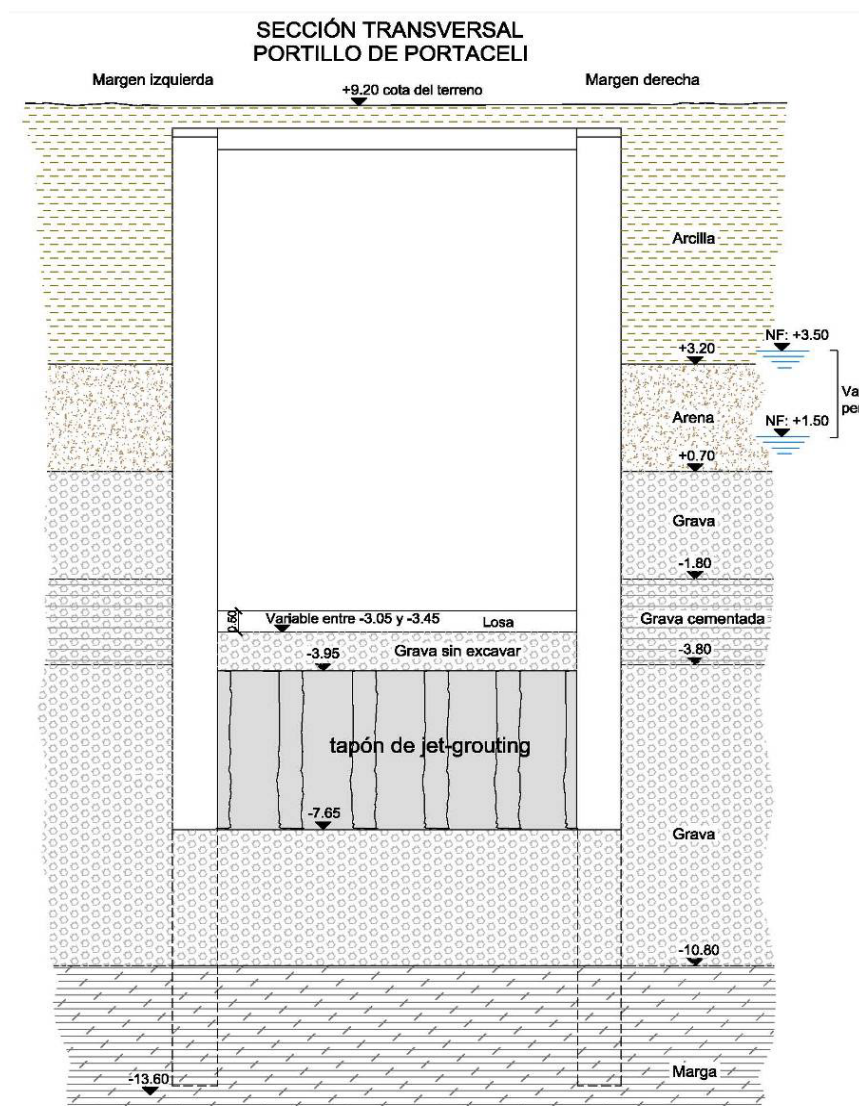 SECCIÓN TRANSVERSAL
PORTILLO DE PORTACELI
Margen izquierda
Margen derecha
+9.20 cota del terreno
Arcilla
NF: +3.50
+3.20
Arena
NF: +1.50
+0.70
Grava
-1.80
0.50
Variable entre -3.05 y -3.45
Losa
Grava cementada
Grava sin excavar
-3.95
-3.80
tapón de jet-grouting
-7.65
Grava
-10.80
Marga
-13.60